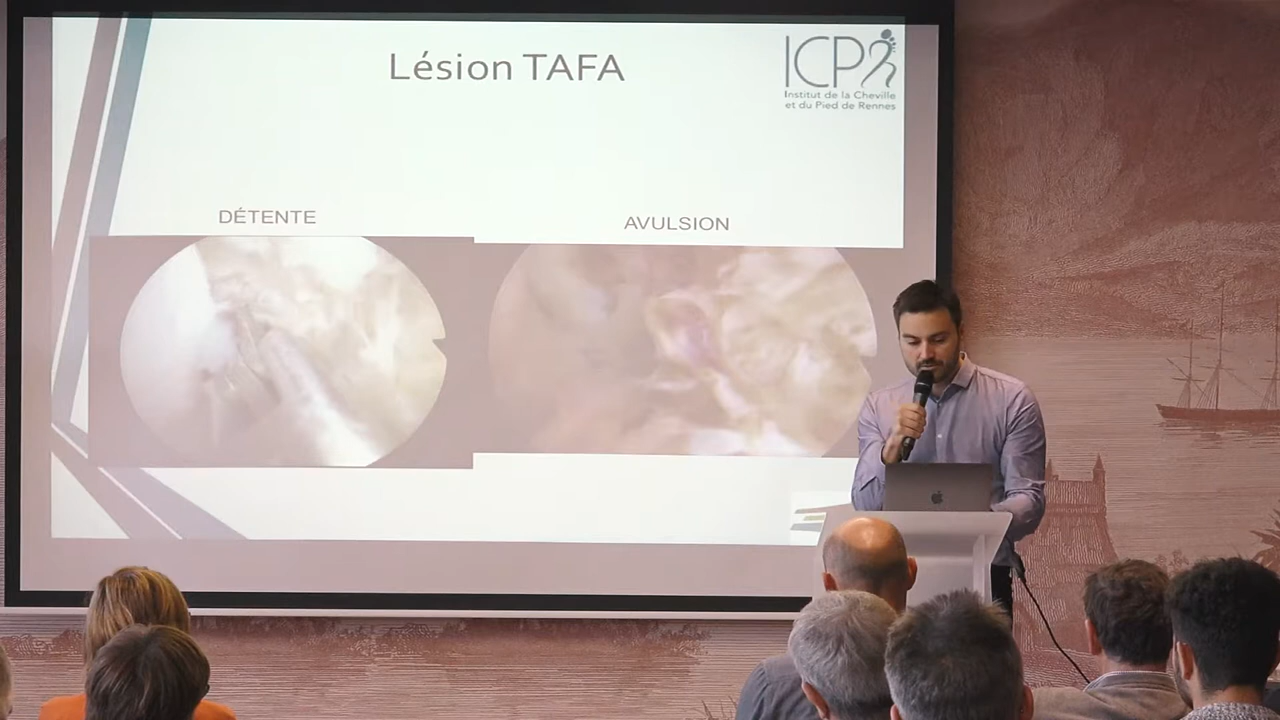 Lésion TAFA
ICP
Institut de la Cheville
et du Pied de Rennes
DÉTENTE
AVULSION